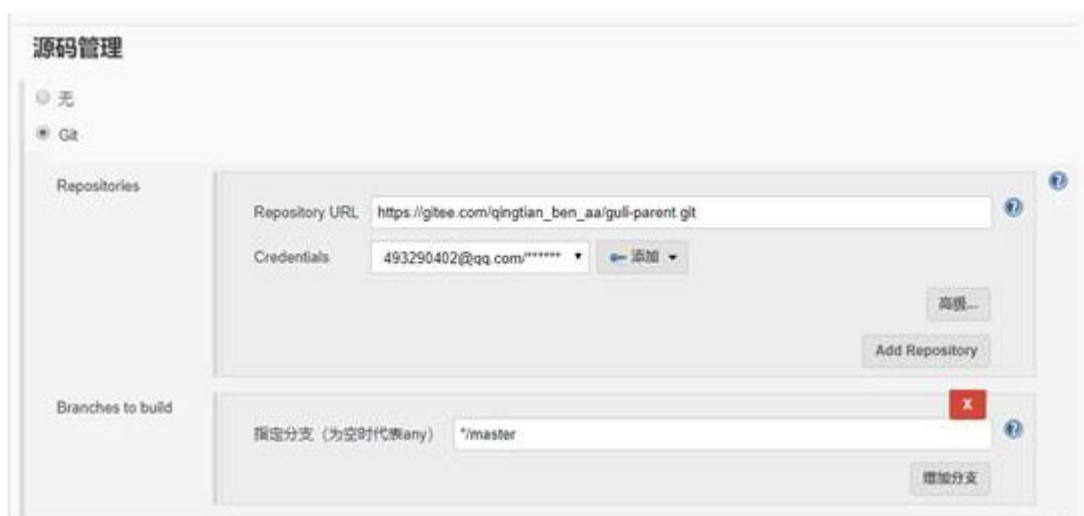 源码管理
无
Git
Repositories
Repository URL https://gitee.com/qingtian_ben_aa/guli-parent.git
Credentials 493290402@qq.com/****** 添加
高级...
Add Repository
Branches to build
X
指定分支（为空时代表any） */master
增加分支